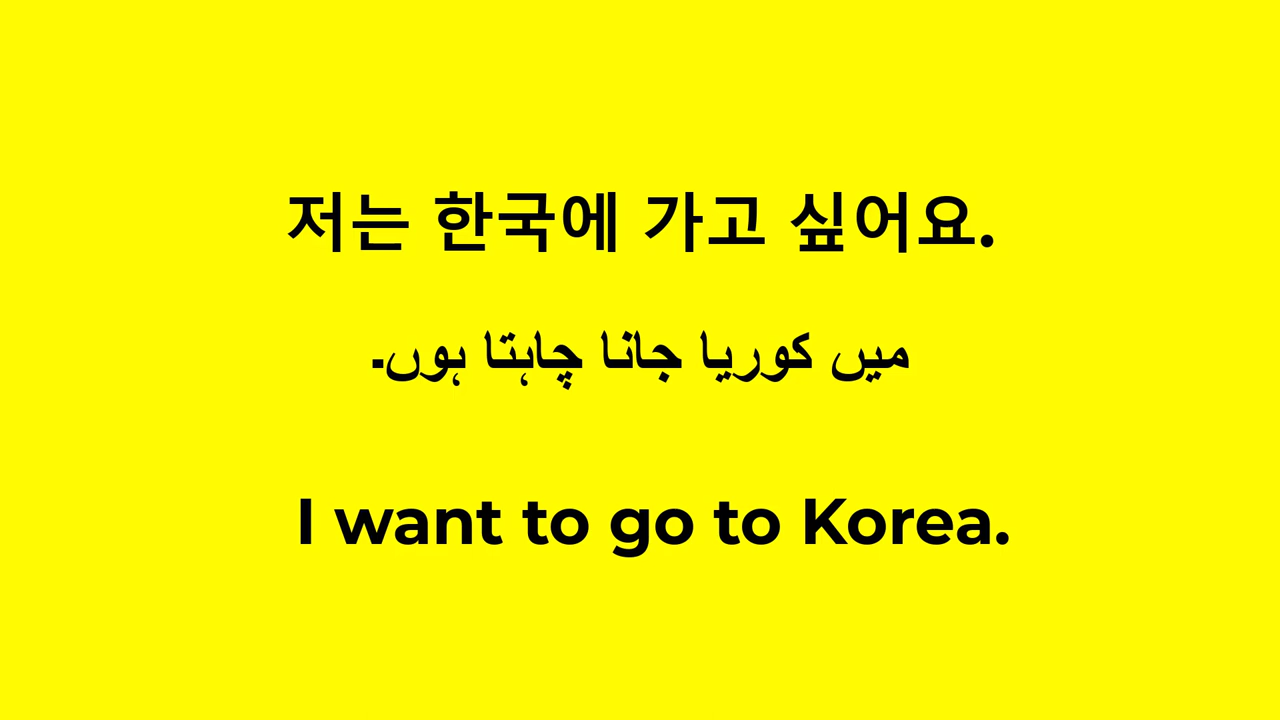 저는 한국에 가고 싶어요.
میں کوریا جانا چاہتا ہوں۔
I want to go to Korea.